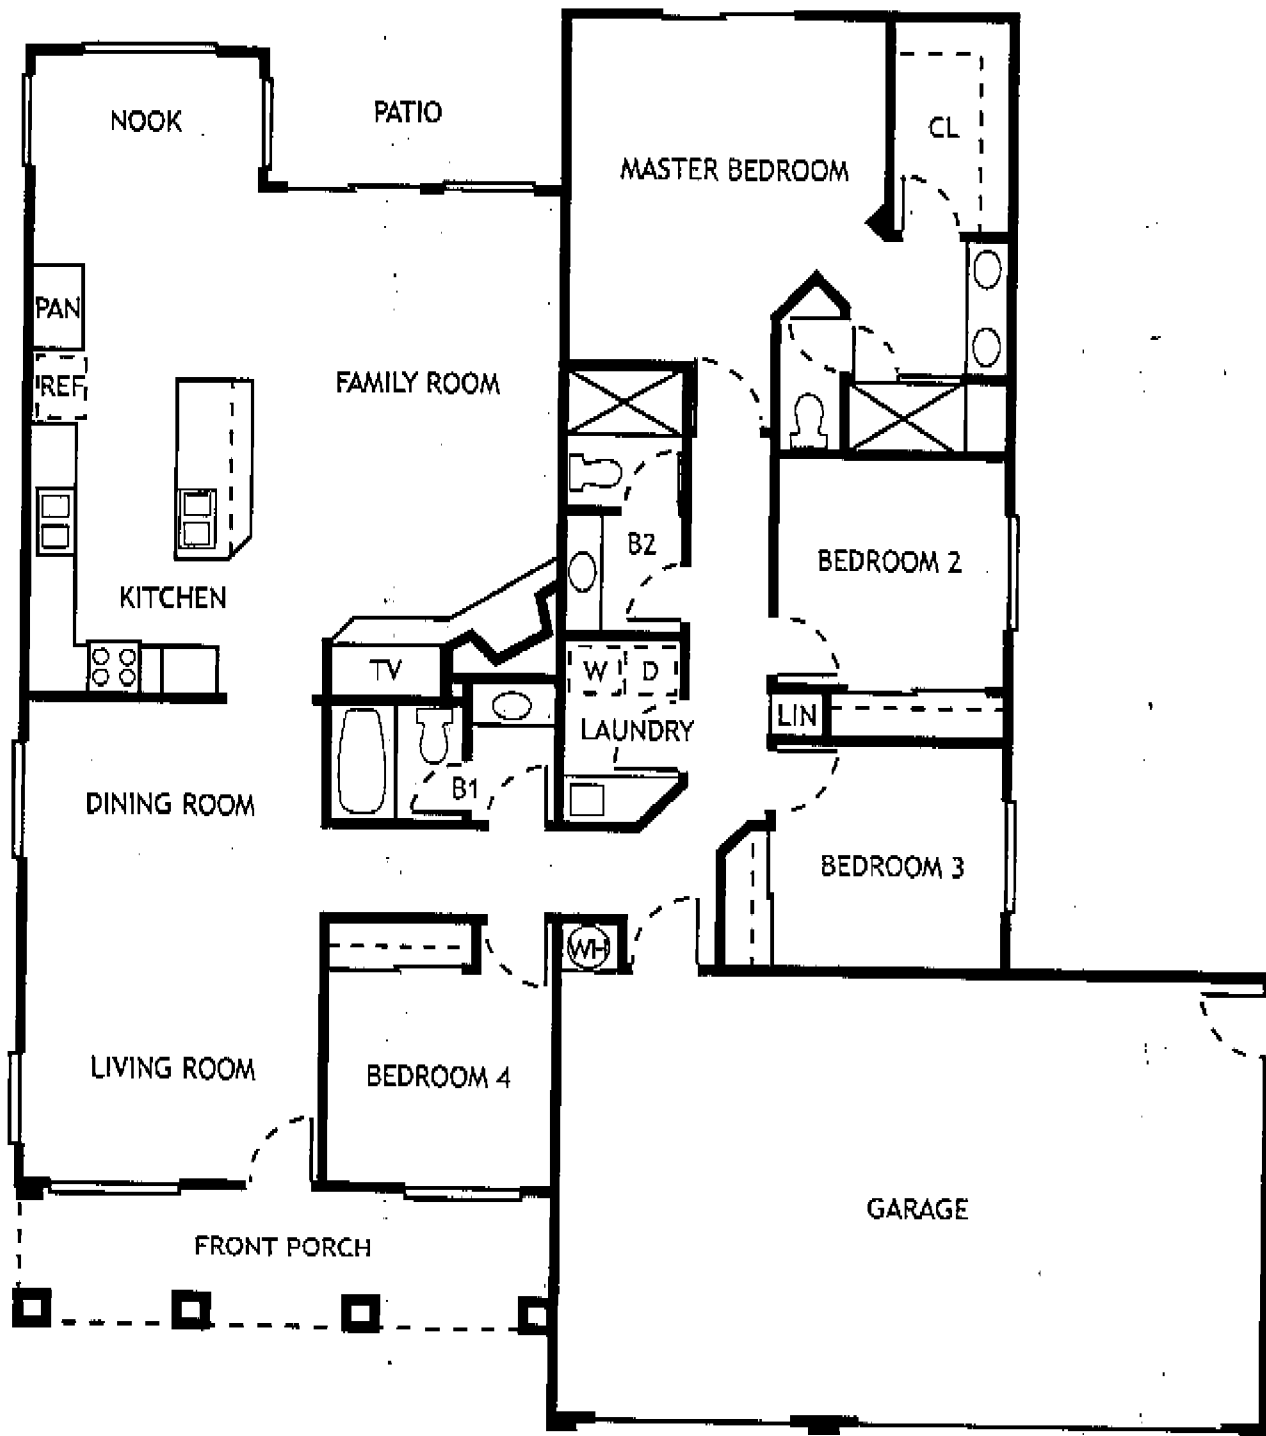 NOOK
PATIO
CL
MASTER BEDROOM
PAN
REF
FAMILY ROOM
B2
BEDROOM 2
KITCHEN
TV
W
D
LIN
LAUNDRY
B1
DINING ROOM
BEDROOM 3
WH
LIVING ROOM
BEDROOM 4
GARAGE
FRONT PORCH